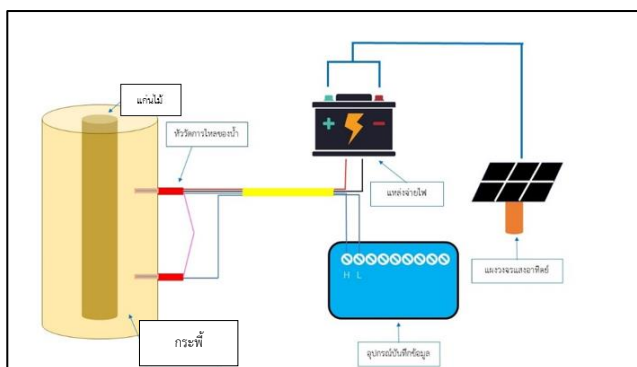 แก่นไม้
หัววัดการไหลของน้ำ
+ −
แหล่งจ่ายไฟ
แผงวงจรแสงอาทิตย์
H L
กระพี้
อุปกรณ์บันทึกข้อมูล